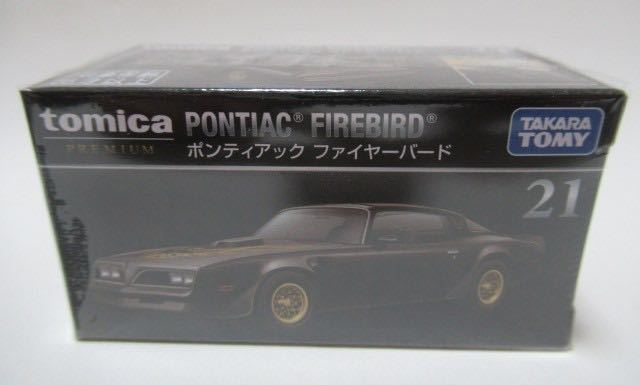 tomica PONTIAC® FIREBIRD®
PREMIUM
ポンティアック ファイヤーバード
TAKARA
TOMY
21